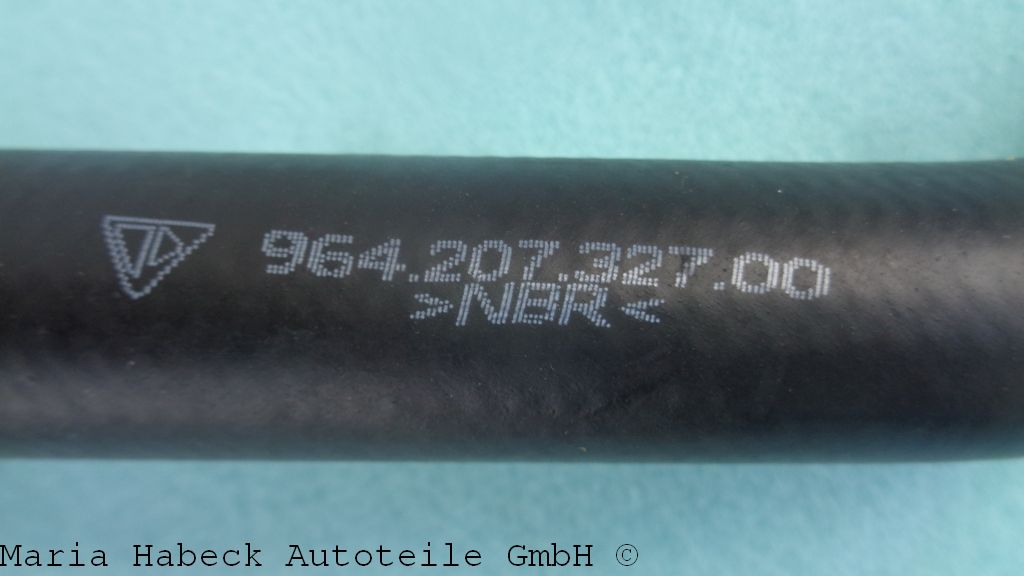 964.207.327.00
>NBR<
Maria Habeck Autoteile GmbH ©